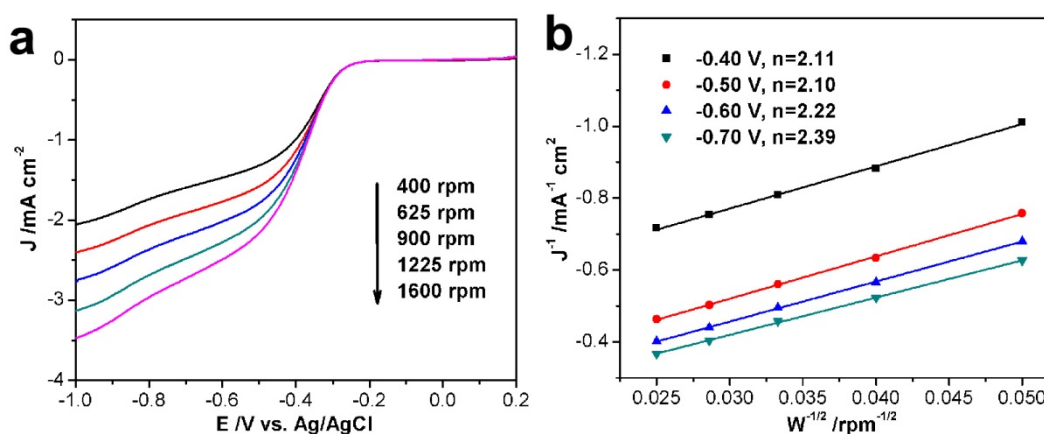 a
0
-1
-2
-3
-4
J /mA cm⁻²
400 rpm
625 rpm
900 rpm
1225 rpm
1600 rpm
-1.0 -0.8 -0.6 -0.4 -0.2 0.0 0.2
E /V vs. Ag/AgCl
b
-1.2
-1.0
-0.8
-0.6
-0.4
J⁻¹ /mA⁻¹ cm²
-0.40 V, n=2.11
-0.50 V, n=2.10
-0.60 V, n=2.22
-0.70 V, n=2.39
0.025 0.030 0.035 0.040 0.045 0.050
W⁻¹/² /rpm⁻¹/²